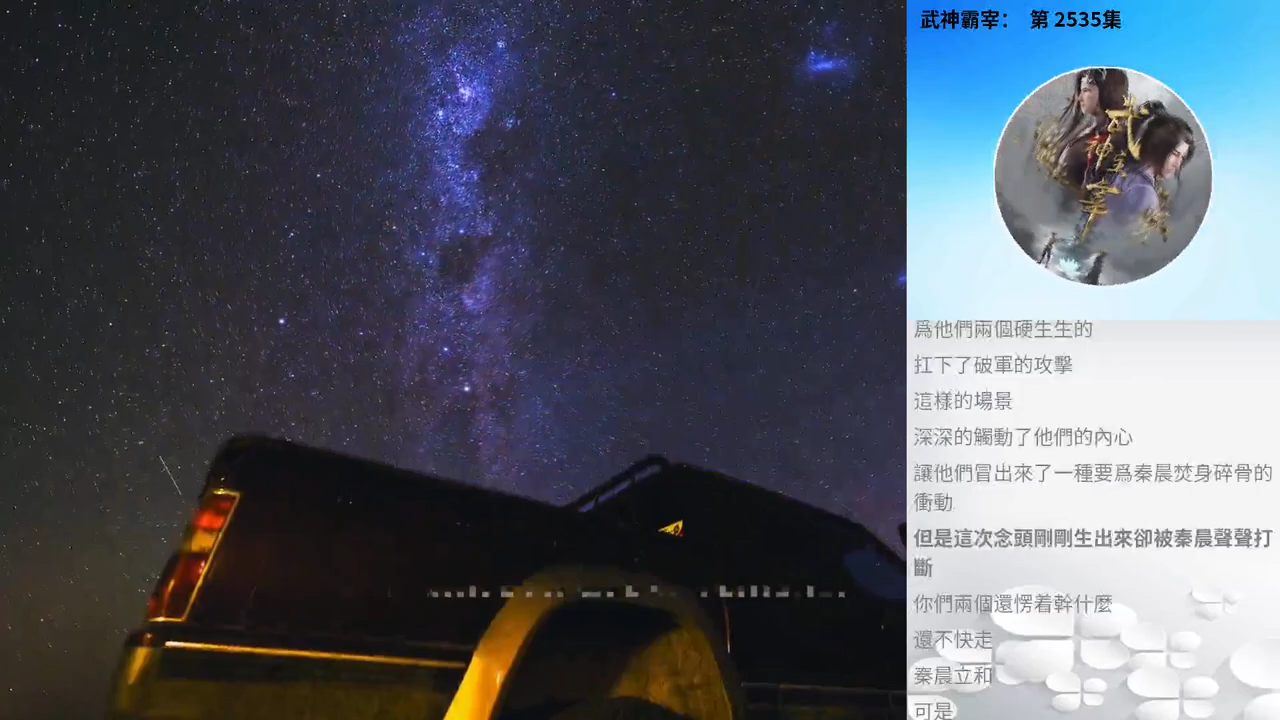 武神霸宰： 第 2535集
武神主宰
爲他們兩個硬生生的
扛下了破軍的攻擊
這樣的場景
深深的觸動了他們的內心
讓他們冒出來了一種要爲秦晨焚身碎骨的
衝動
但是這次念頭剛剛生出來卻被秦晨聲聲打
斷
你們兩個還愣着幹什麼
還不快走
秦晨立和
可是